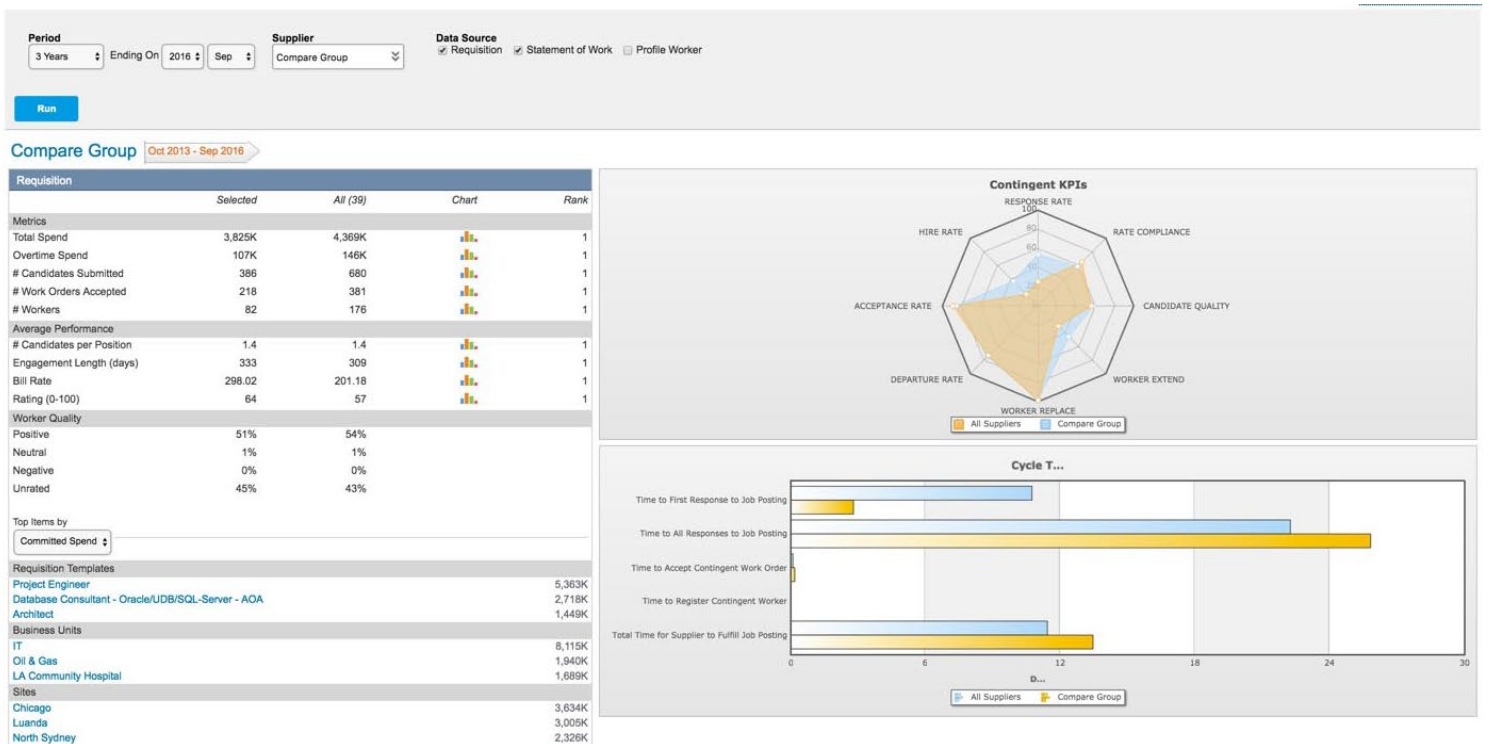 Period
3 Years Ending On 2016 Sep
Supplier
Compare Group
Data Source
Requisition Statement of Work Profile Worker
Run
Compare Group Oct 2013 - Sep 2016
Requisition
Selected All (39) Chart Rank
Metrics
Total Spend 3,825K 4,369K 1
Overtime Spend 107K 146K 1
# Candidates Submitted 386 680 1
# Work Orders Accepted 218 381 1
# Workers 82 176 1
Average Performance
# Candidates per Position 1.4 1.4 1
Engagement Length (days) 333 309 1
Bill Rate 298.02 201.18 1
Rating (0-100) 64 57 1
Worker Quality
Positive 51% 54%
Neutral 1% 1%
Negative 0% 0%
Unrated 45% 43%
Top Items by
Committed Spend
Requisition Templates
Project Engineer 5,363K
Database Consultant - Oracle/UDB/SQL-Server - AOA 2,718K
Architect 1,449K
Business Units
IT 8,115K
Oil & Gas 1,940K
LA Community Hospital 1,689K
Sites
Chicago 3,634K
Luanda 3,005K
North Sydney 2,326K
Contingent KPIs
RESPONSE RATE
100
HIRE RATE 80 RATE COMPLIANCE
60
40
20
ACCEPTANCE RATE CANDIDATE QUALITY
DEPARTURE RATE WORKER EXTEND
WORKER REPLACE
All Suppliers Compare Group
Cycle T...
Time to First Response to Job Posting
Time to All Responses to Job Posting
Time to Accept Contingent Work Order
Time to Register Contingent Worker
Total Time for Supplier to Fulfill Job Posting
0 6 12 18 24 30
D...
All Suppliers Compare Group